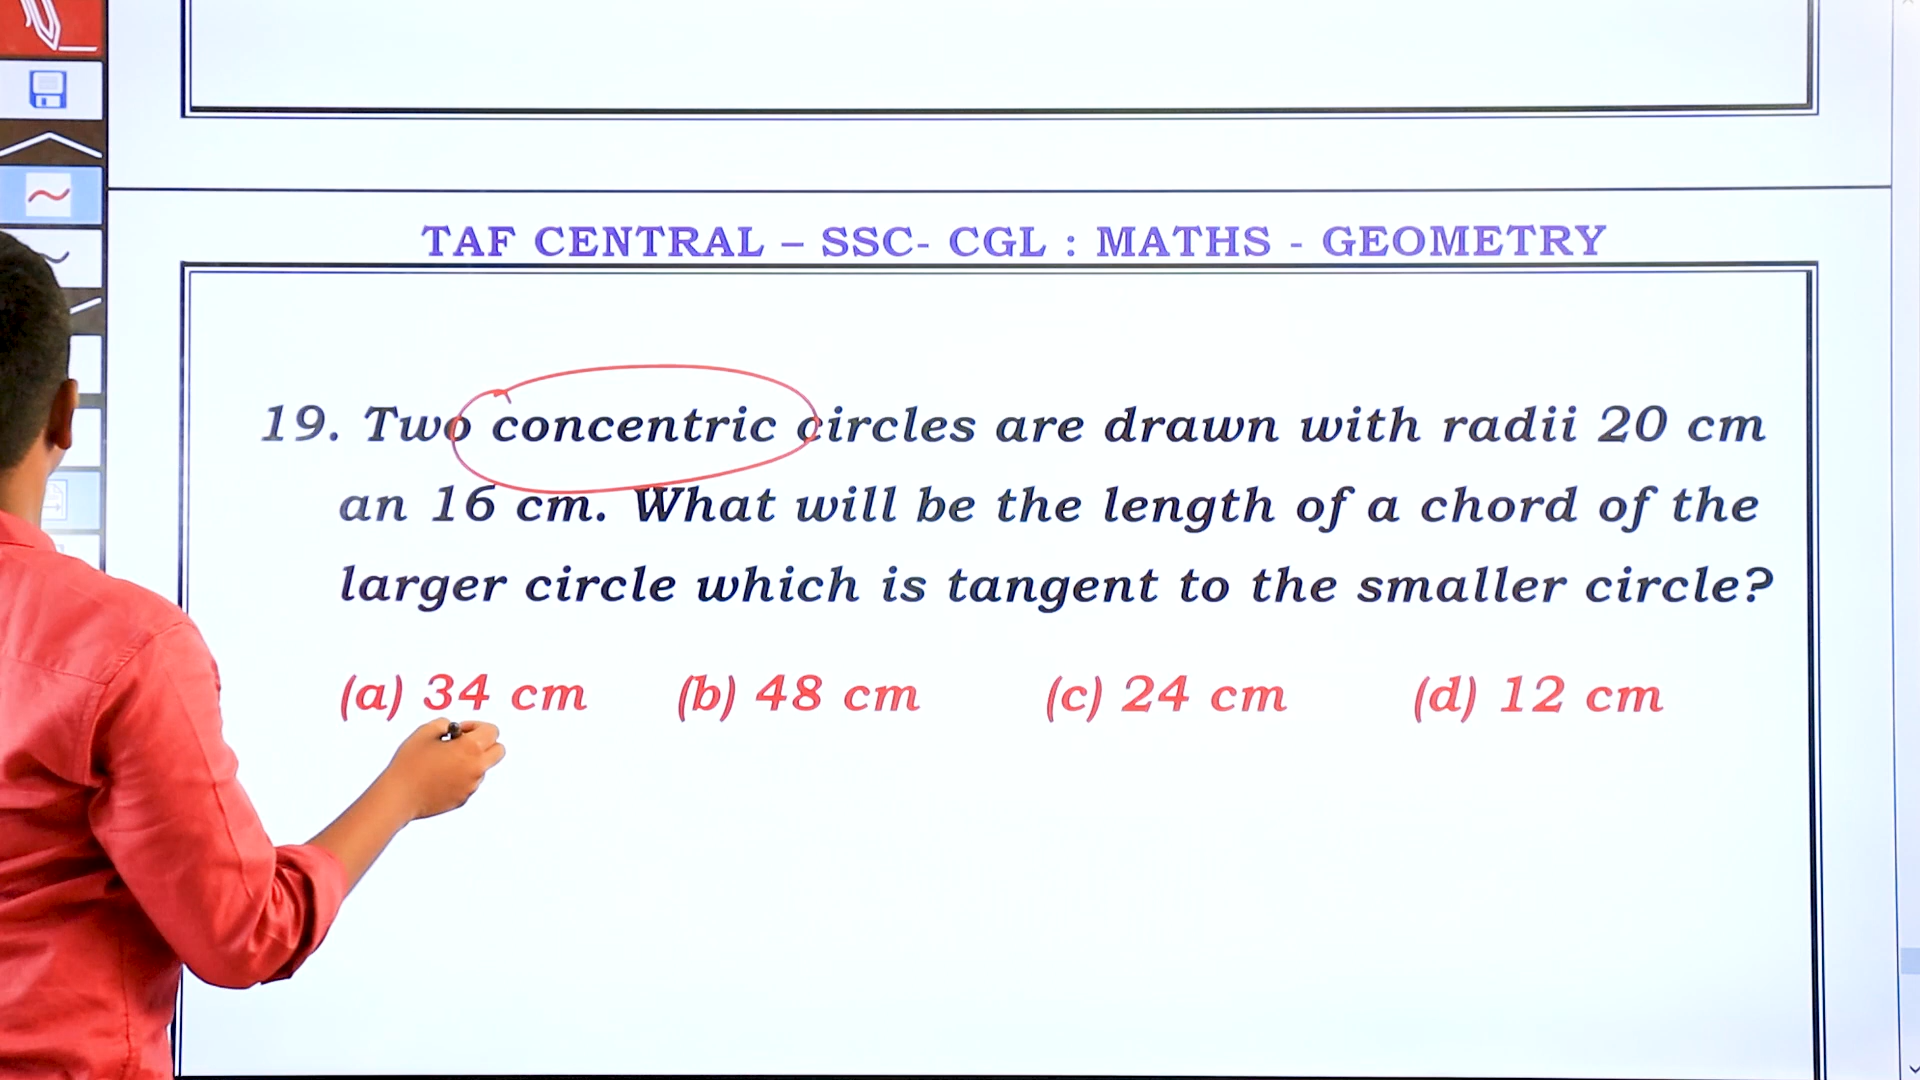 TAF CENTRAL – SSC- CGL : MATHS - GEOMETRY
19. Two concentric circles are drawn with radii 20 cm
an 16 cm. What will be the length of a chord of the
larger circle which is tangent to the smaller circle?
(a) 34 cm (b) 48 cm (c) 24 cm (d) 12 cm